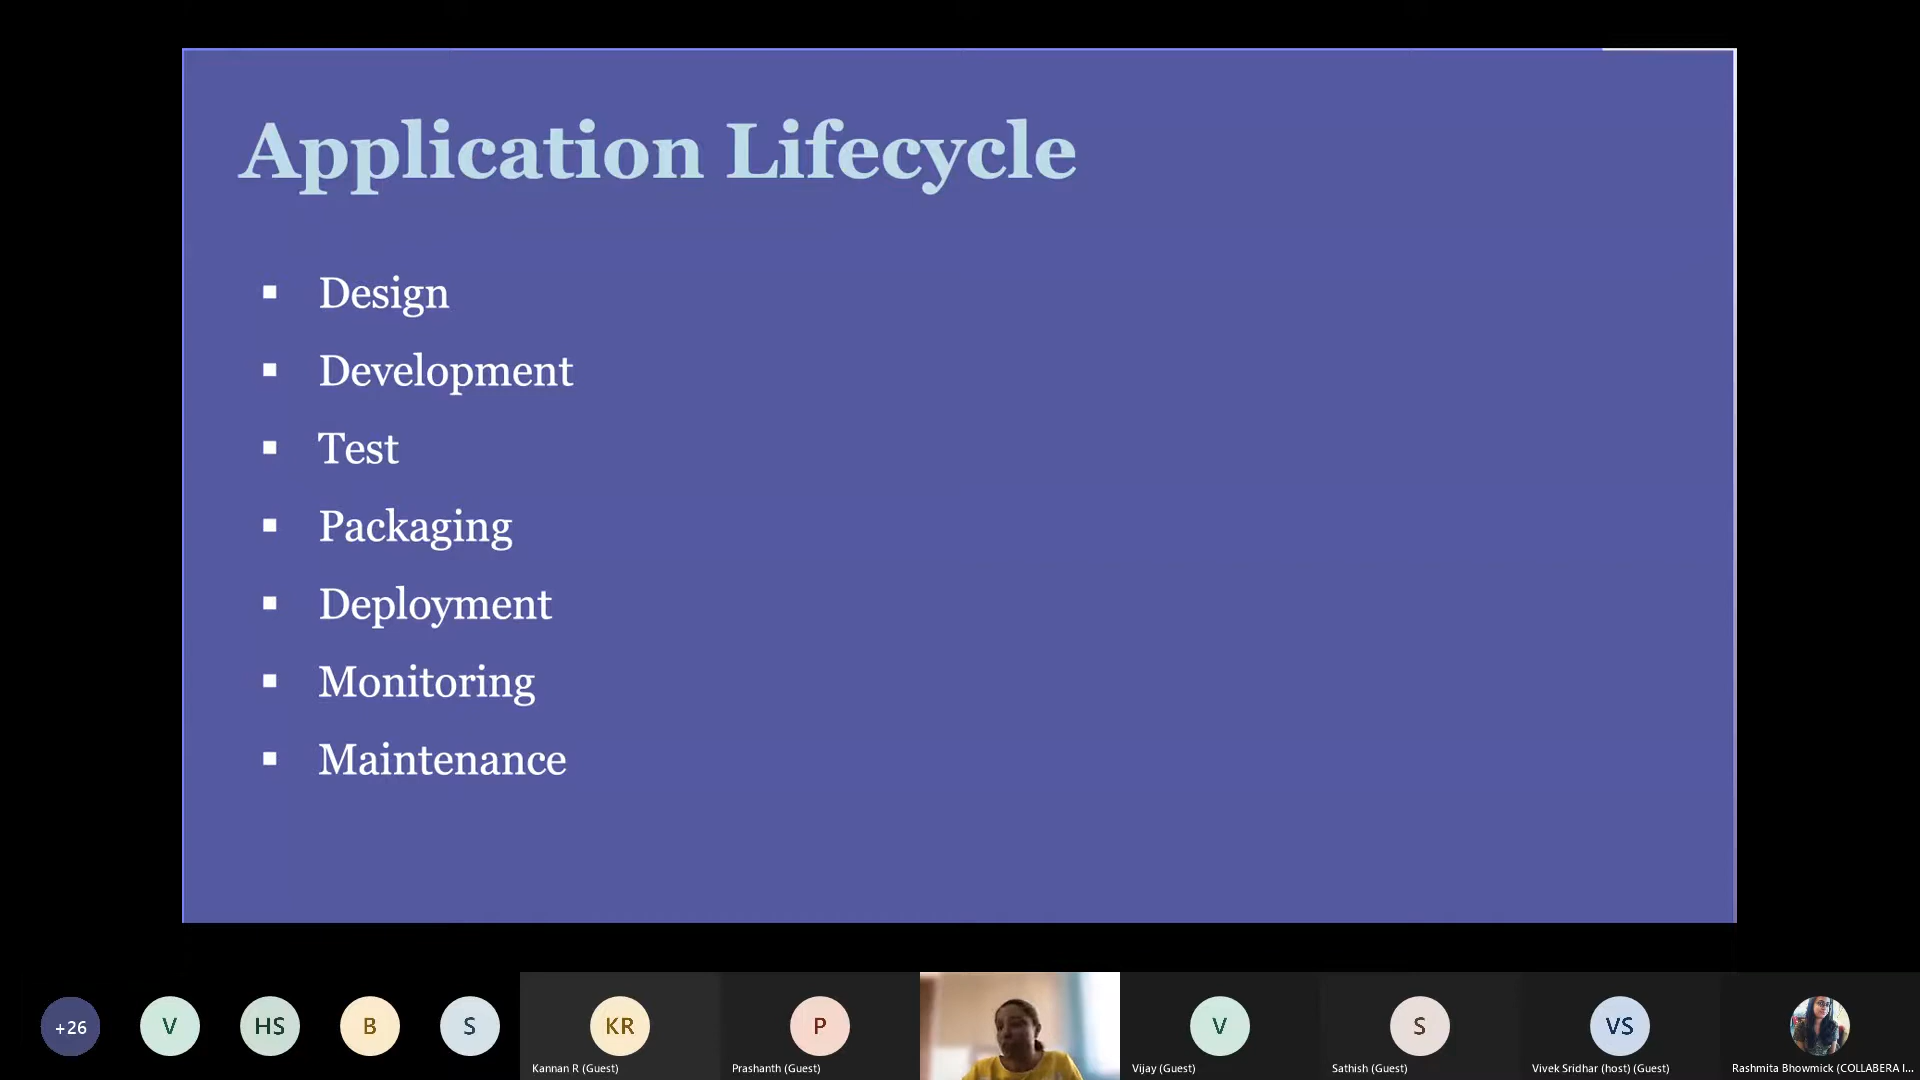 Application Lifecycle
Design
Development
Test
Packaging
Deployment
Monitoring
Maintenance
+26
V
HS
B
S
KR
P
V
S
VS
Kannan R (Guest)
Prashanth (Guest)
Vijay (Guest)
Sathish (Guest)
Vivek Sridhar (host) (Guest)
Rashmita Bhowmick (COLLABERA I...